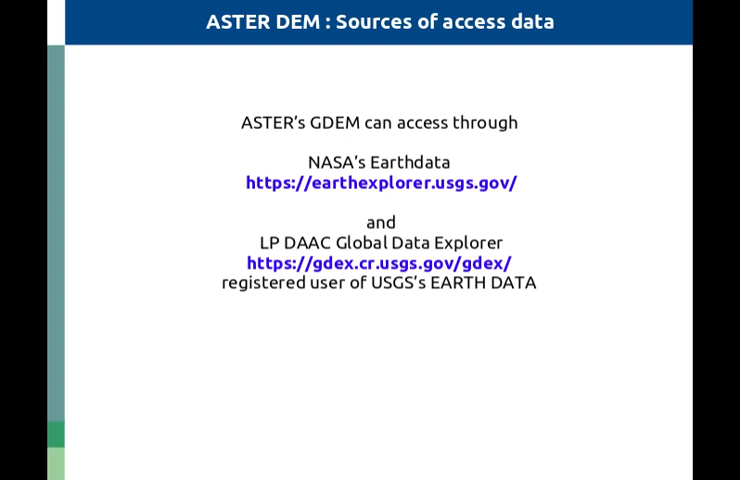 ASTER DEM : Sources of access data
ASTER's GDEM can access through
NASA's Earthdata
https://earthexplorer.usgs.gov/
and
LP DAAC Global Data Explorer
https://gdex.cr.usgs.gov/gdex/
registered user of USGS's EARTH DATA